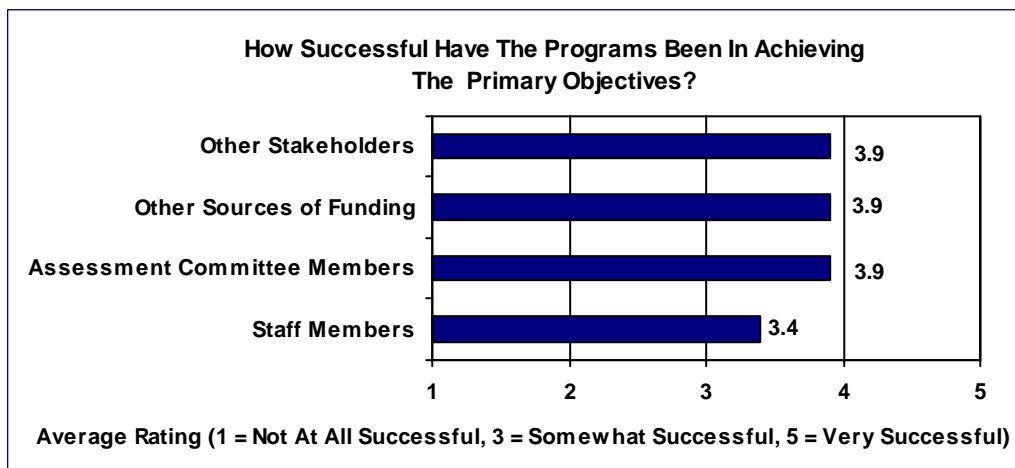 How Successful Have The Programs Been In Achieving
The Primary Objectives?
Other Stakeholders
3.9
Other Sources of Funding
3.9
Assessment Committee Members
3.9
Staff Members
3.4
1 2 3 4 5
Average Rating (1 = Not At All Successful, 3 = Somewhat Successful, 5 = Very Successful)